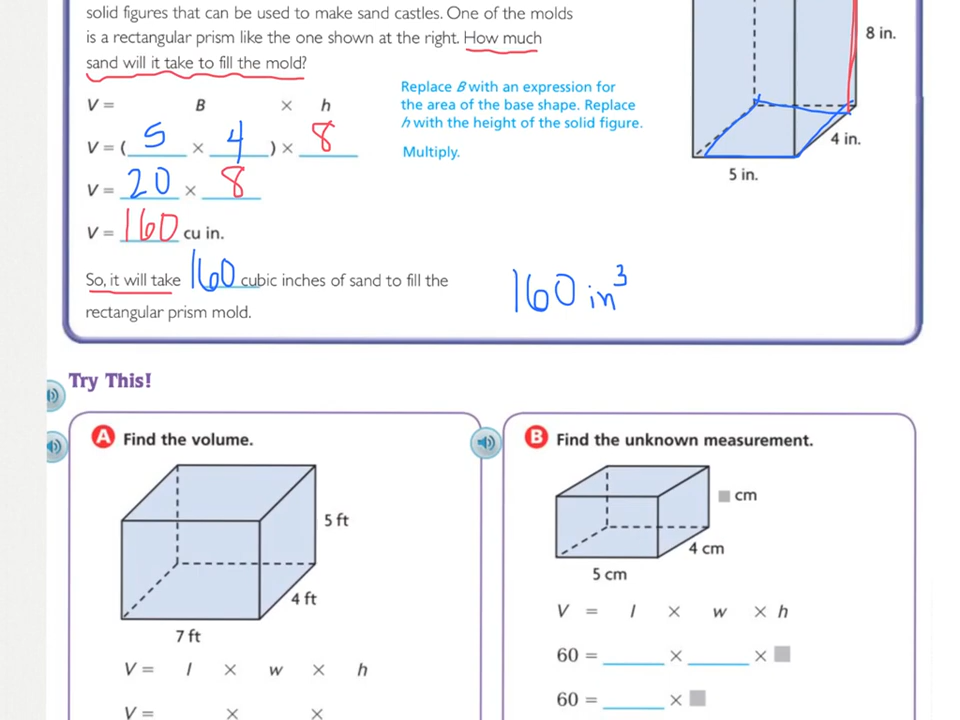 solid figures that can be used to make sand castles. One of the molds
is a rectangular prism like the one shown at the right. How much
sand will it take to fill the mold?
8 in.
4 in.
5 in.
V = B × h
V = ( 5 × 4 ) × 8
V = 20 × 8
V = 160 cu in.
Replace B with an expression for
the area of the base shape. Replace
h with the height of the solid figure.
Multiply.
So, it will take 160 cubic inches of sand to fill the
rectangular prism mold.
160 in³
Try This!
A Find the volume.
5 ft
4 ft
7 ft
V = l × w × h
V = × ×
B Find the unknown measurement.
■ cm
4 cm
5 cm
V = l × w × h
60 = ____ × ____ × ■
60 = ____ × ■